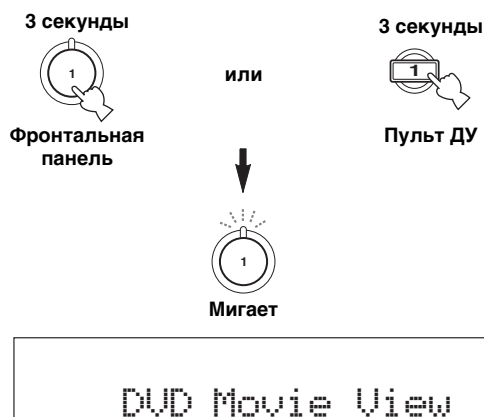 3 секунды
3 секунды
1
или
1
Фронтальная
панель
Пульт ДУ
1
Мигает
DVD Movie View